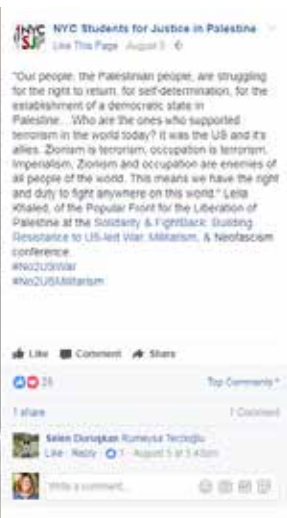 NYC Students for Justice in Palestine
Like This Page · August 5 ·
"Our people, the Palestinian people, are struggling
for the right to return, for self-determination, for the
establishment of a democratic state in
Palestine... Who are the ones who supported
terrorism in the world today? It was the US and it's
allies. Zionism is terrorism, occupation is terrorism.
Imperialism, Zionism and occupation are enemies of
all people of the world. This means we have the right
and duty to fight anywhere on this world." Leila
Khaled, of the Popular Front for the Liberation of
Palestine at the Solidarity & FightBack: Building
Resistance to US-led War, Militarism, & Neofascism
conference.
#No2USWar
#No2USMilitarism
Like Comment Share
Top Comments
1 share
1 Comment
Selen Rumeysa
Like · Reply · 1 · August 5 at
Write a comment...